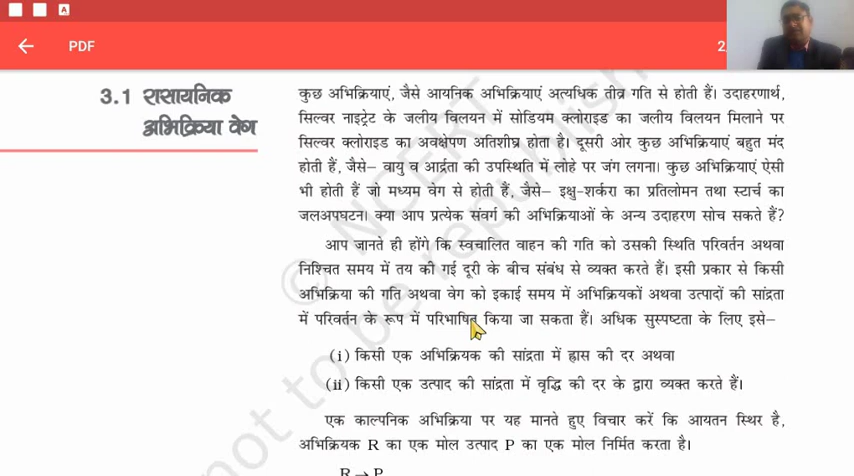 A
PDF
2
3.1 रासायनिक
अभिक्रिया वेग
कुछ अभिक्रियाएं, जैसे आयनिक अभिक्रियाएं अत्यधिक तीव्र गति से होती हैं। उदाहरणार्थ,
सिल्वर नाइट्रेट के जलीय विलयन में सोडियम क्लोराइड का जलीय विलयन मिलाने पर
सिल्वर क्लोराइड का अवक्षेपण अतिशीघ्र होता है। दूसरी ओर कुछ अभिक्रियाएं बहुत मंद
होती हैं, जैसे– वायु व आर्द्रता की उपस्थिति में लोहे पर जंग लगना। कुछ अभिक्रियाएं ऐसी
भी होती हैं जो मध्यम वेग से होती हैं, जैसे– इक्षु-शर्करा का प्रतिलोमन तथा स्टार्च का
जलअपघटन। क्या आप प्रत्येक संवर्ग की अभिक्रियाओं के अन्य उदाहरण सोच सकते हैं?
आप जानते ही होंगे कि स्वचालित वाहन की गति को उसकी स्थिति परिवर्तन अथवा
निश्चित समय में तय की गई दूरी के बीच संबंध से व्यक्त करते हैं। इसी प्रकार से किसी
अभिक्रिया की गति अथवा वेग को इकाई समय में अभिक्रियकों अथवा उत्पादों की सांद्रता
में परिवर्तन के रूप में परिभाषित किया जा सकता हैं। अधिक सुस्पष्टता के लिए इसे–
(i) किसी एक अभिक्रियक की सांद्रता में ह्रास की दर अथवा
(ii) किसी एक उत्पाद की सांद्रता में वृद्धि की दर के द्वारा व्यक्त करते हैं।
एक काल्पनिक अभिक्रिया पर यह मानते हुए विचार करें कि आयतन स्थिर है,
अभिक्रियक R का एक मोल उत्पाद P का एक मोल निर्मित करता है।
R → P
© NCERT
not to be republished